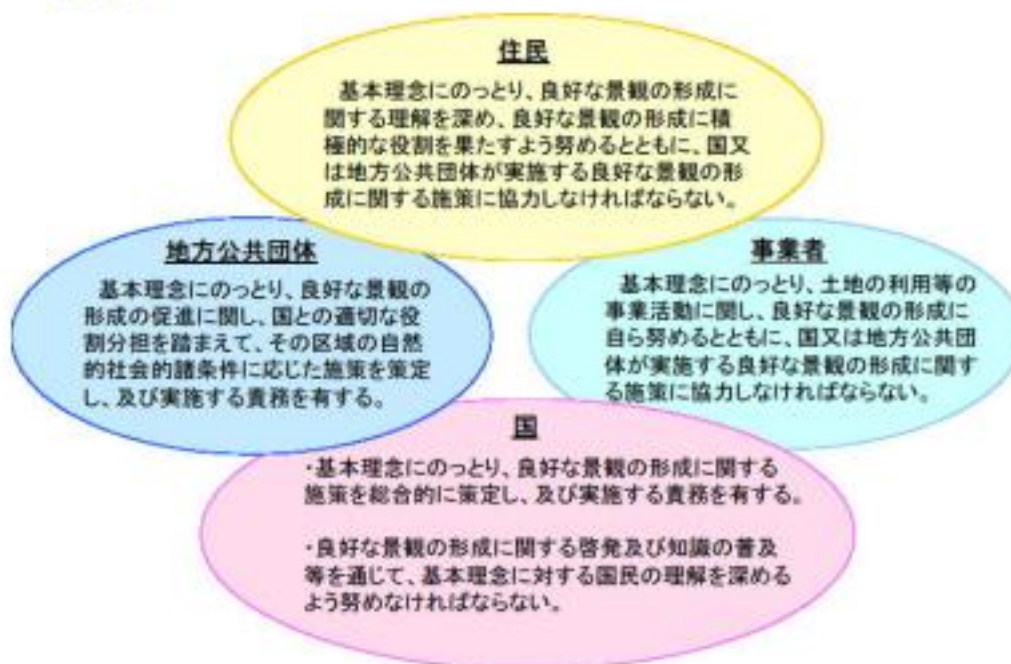 住民
基本理念にのっとり、良好な景観の形成に
関する理解を深め、良好な景観の形成に積
極的な役割を果たすよう努めるとともに、国又
は地方公共団体が実施する良好な景観の形
成に関する施策に協力しなければならない。
地方公共団体
基本理念にのっとり、良好な景観の
形成の促進に関し、国との適切な役
割分担を踏まえて、その区域の自然
的社会的諸条件に応じた施策を策定
し、及び実施する責務を有する。
事業者
基本理念にのっとり、土地の利用等の
事業活動に関し、良好な景観の形成に
自ら努めるとともに、国又は地方公共団
体が実施する良好な景観の形成に関す
る施策に協力しなければならない。
国
・基本理念にのっとり、良好な景観の形成に関する
施策を総合的に策定し、及び実施する責務を有する。
・良好な景観の形成に関する啓発及び知識の普及
等を通じて、基本理念に対する国民の理解を深める
よう努めなければならない。